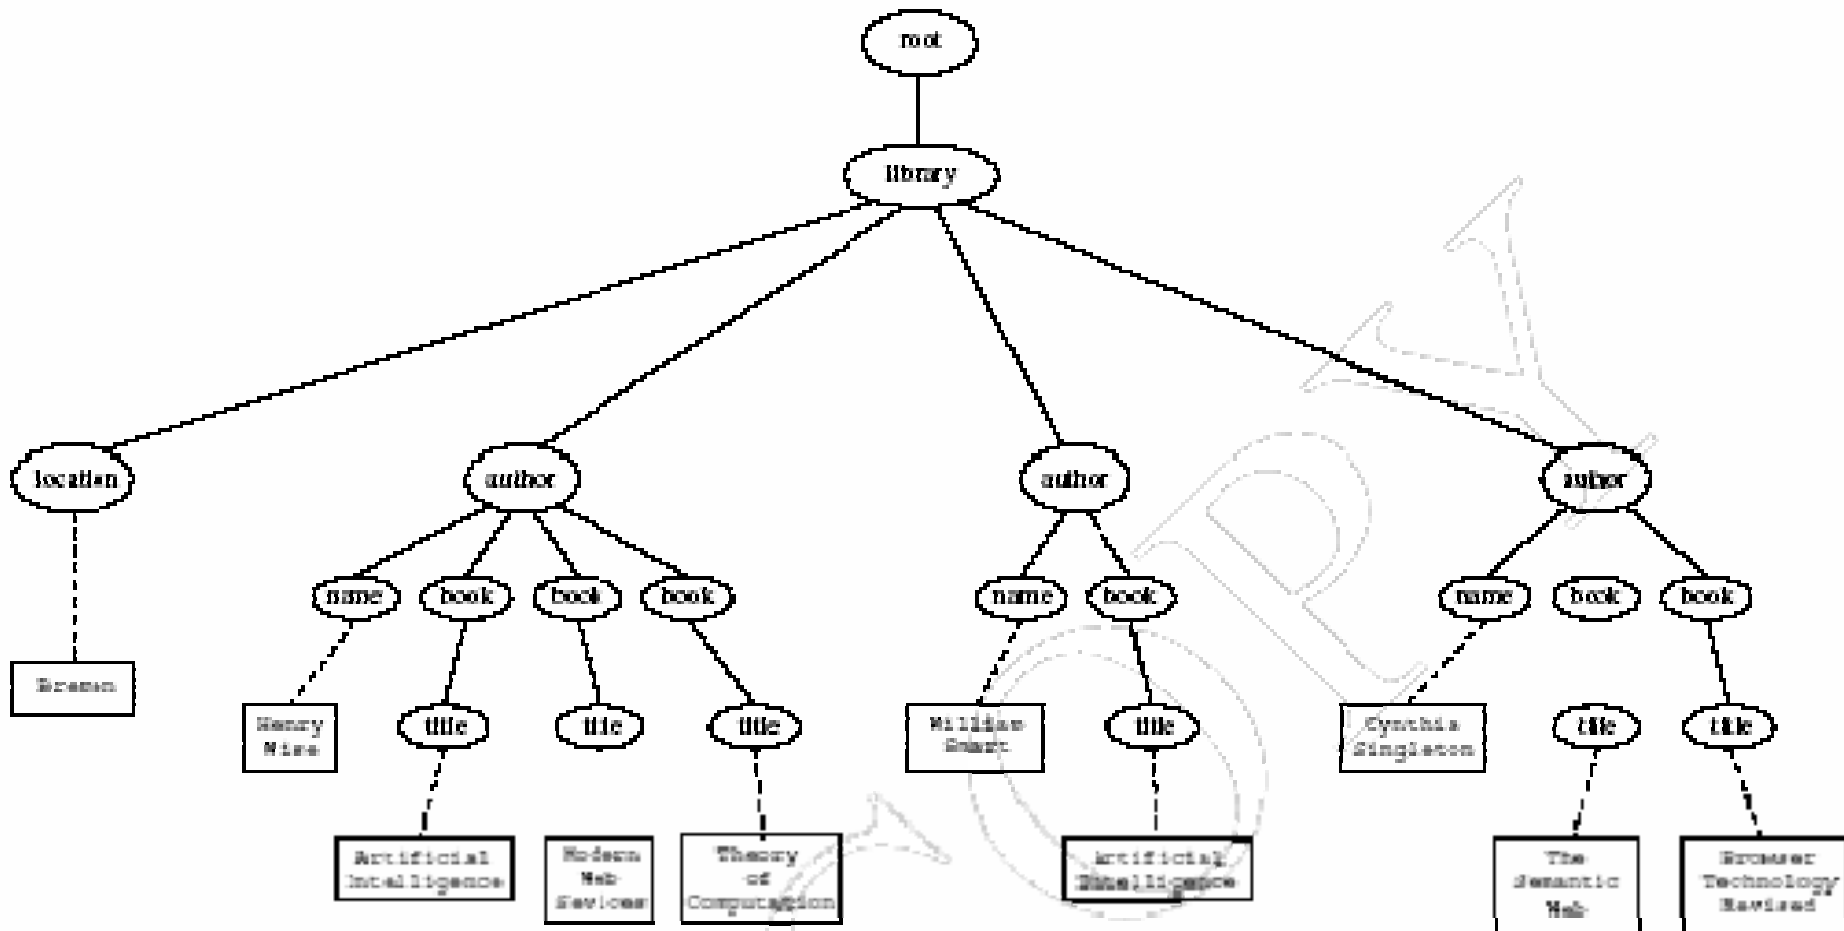 root
library
location
author
author
author
name
book
book
book
name
book
name
book
book
Bremen
Henry
Wise
title
title
title
William
Smart
title
Cynthia
Singleton
title
title
Artificial
Intelligence
Modern
Web
Sevices
Theory
of
Computation
Artificial
Intelligence
The
Semantic
Web
Browser
Technology
Revised
COPY